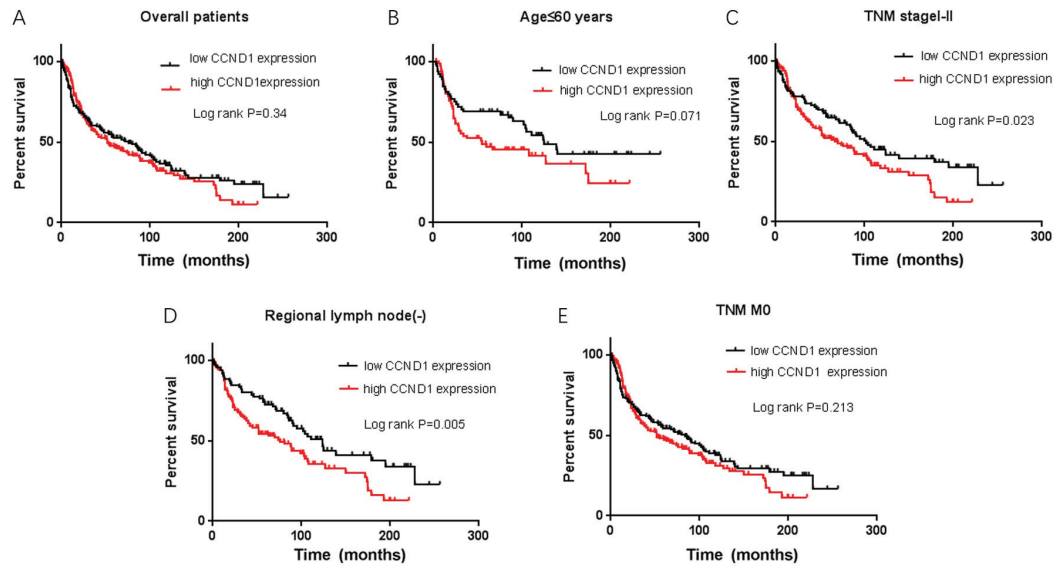 A
Overall patients
100
50
0
Percent survival
low CCND1 expression
high CCND1expression
Log rank P=0.34
0 100 200 300
Time (months)
B
Age≤60 years
100
50
0
Percent survival
low CCND1 expression
high CCND1 expression
Log rank P=0.071
0 100 200 300
Time (months)
C
TNM stageI-II
100
50
0
Percent survival
low CCND1 expression
high CCND1 expression
Log rank P=0.023
0 100 200 300
Time (months)
D
Regional lymph node(-)
100
50
0
Percent survival
low CCND1 expression
high CCND1 expression
Log rank P=0.005
0 100 200 300
Time (months)
E
TNM M0
100
50
0
Percent survival
low CCND1 expression
high CCND1 expression
Log rank P=0.213
0 100 200 300
Time (months)